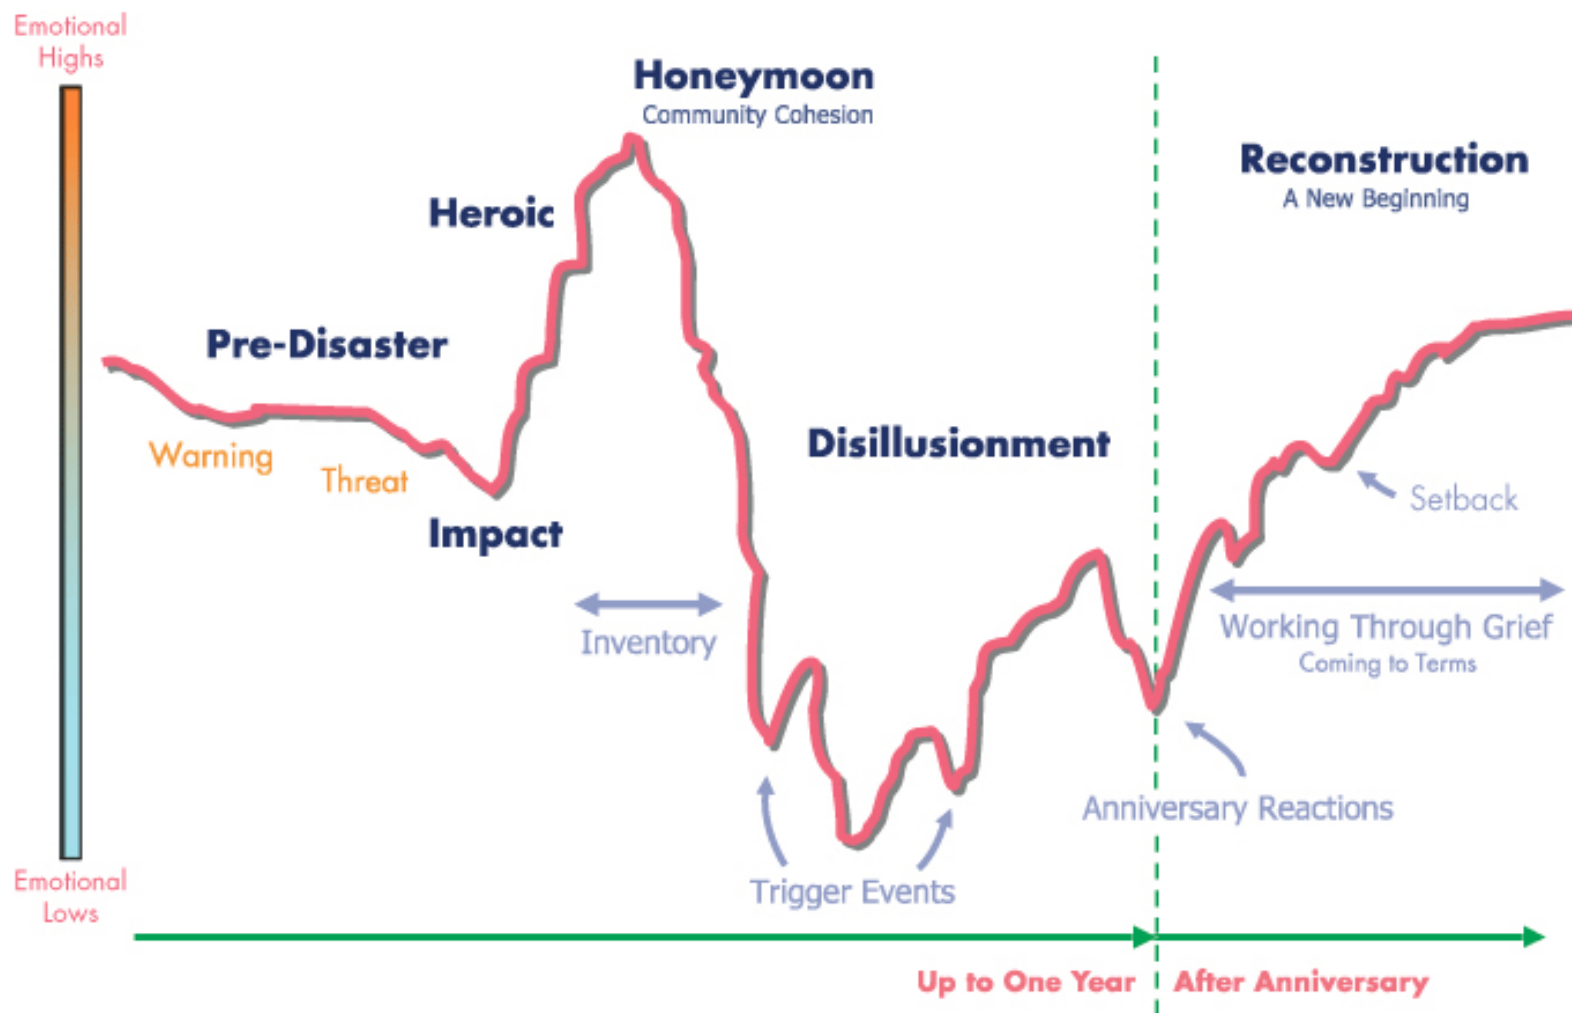 Emotional
Highs
Honeymoon
Community Cohesion
Reconstruction
A New Beginning
Heroic
Pre-Disaster
Warning
Threat
Impact
Disillusionment
Setback
Inventory
Working Through Grief
Coming to Terms
Anniversary Reactions
Trigger Events
Emotional
Lows
Up to One Year
After Anniversary